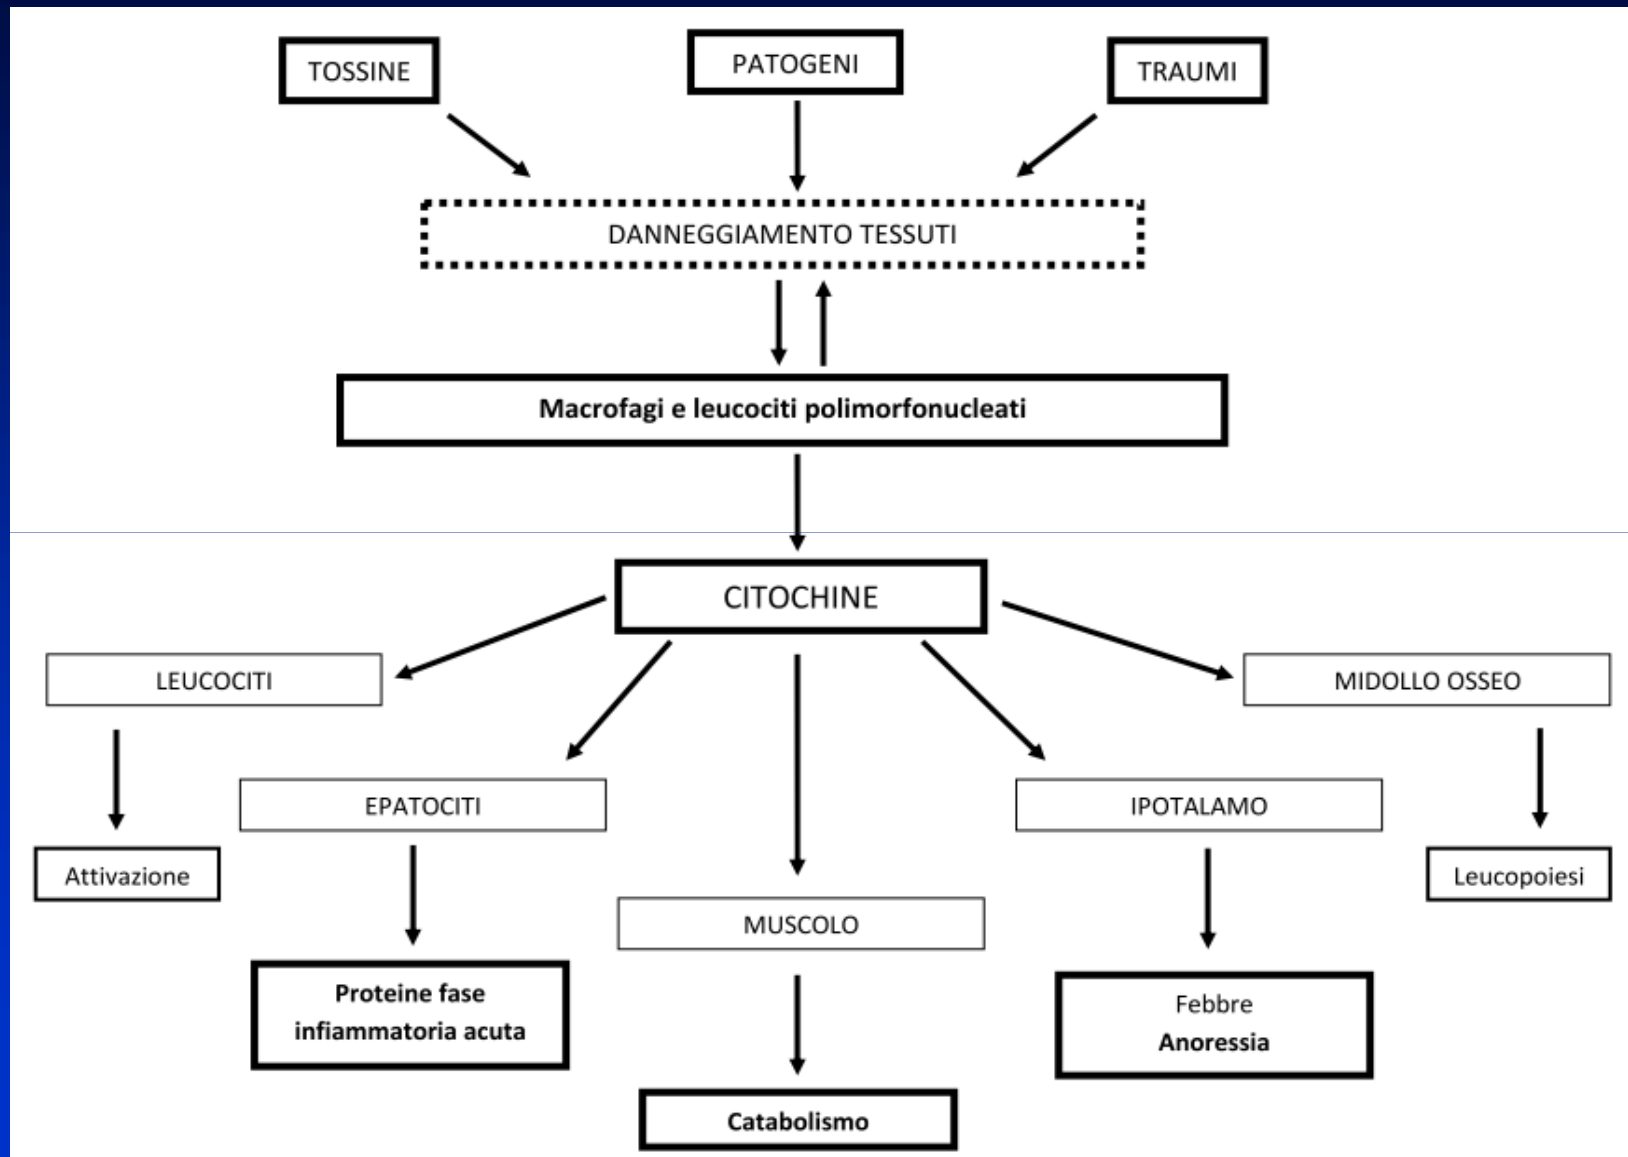 TOSSINE
PATOGENI
TRAUMI
DANNEGGIAMENTO TESSUTI
Macrofagi e leucociti polimorfonucleati
CITOCHINE
LEUCOCITI
MIDOLLO OSSEO
EPATOCITI
IPOTALAMO
Attivazione
Leucopoiesi
MUSCOLO
Proteine fase
infiammatoria acuta
Febbre
Anoressia
Catabolismo